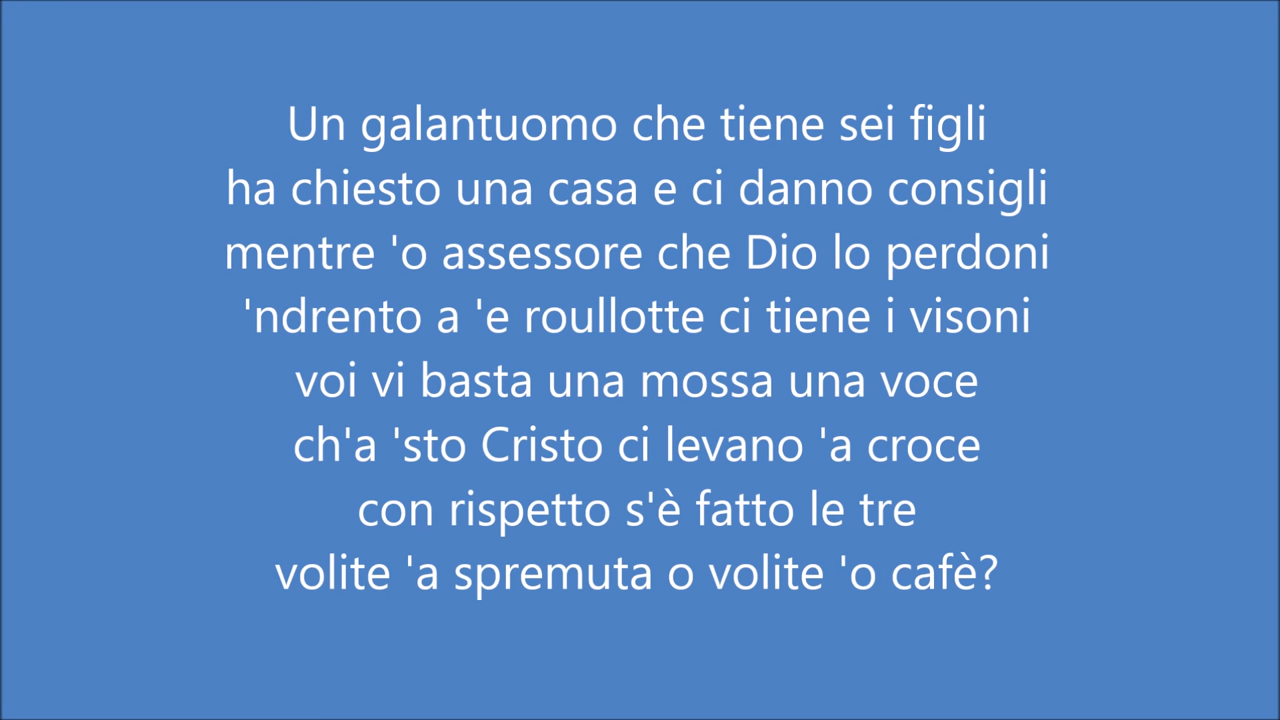 Un galantuomo che tiene sei figli
ha chiesto una casa e ci danno consigli
mentre 'o assessore che Dio lo perdoni
'ndrento a 'e roullotte ci tiene i visoni
voi vi basta una mossa una voce
ch'a 'sto Cristo ci levano 'a croce
con rispetto s'è fatto le tre
volite 'a spremuta o volite 'o cafè?